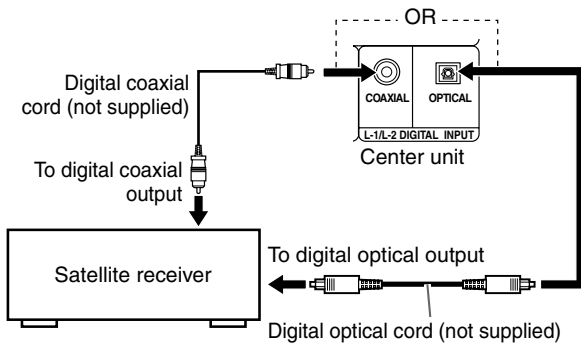 OR
Digital coaxial
cord (not supplied)
COAXIAL
OPTICAL
L-1/L-2 DIGITAL INPUT
Center unit
To digital coaxial
output
To digital optical output
Satellite receiver
Digital optical cord (not supplied)